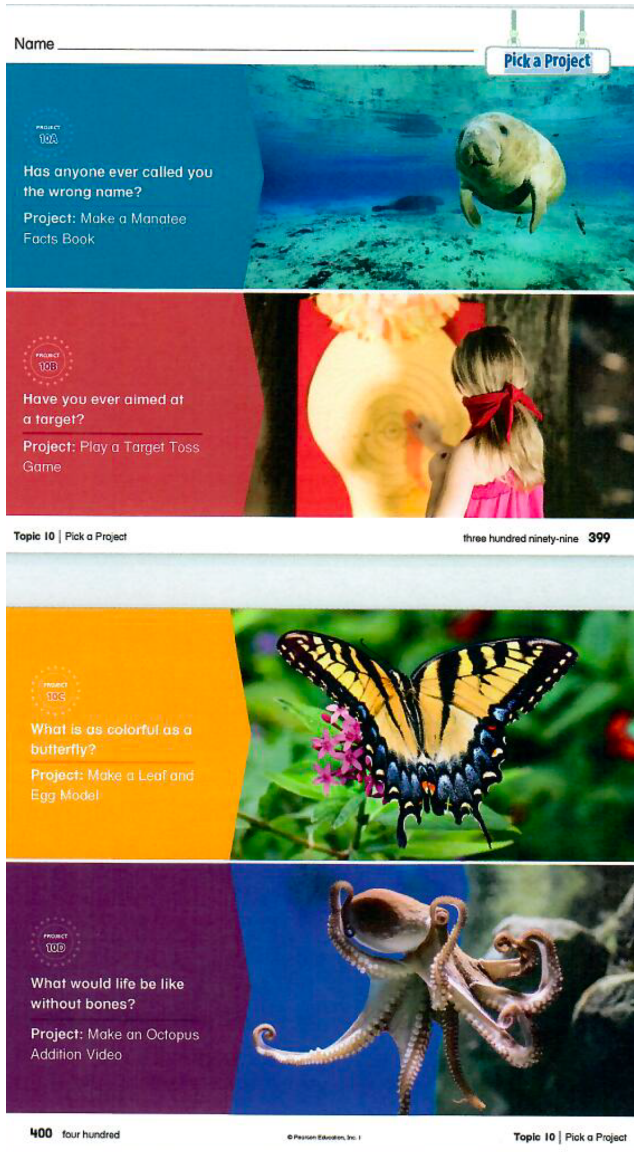 Name
Pick a Project
PROJECT
10A
Has anyone ever called you
the wrong name?
Project: Make a Manatee
Facts Book
PROJECT
10B
Have you ever aimed at
a target?
Project: Play a Target Toss
Game
Topic 10 | Pick a Project
three hundred ninety-nine 399
PROJECT
10C
What is as colorful as a
butterfly?
Project: Make a Leaf and
Egg Model
PROJECT
10D
What would life be like
without bones?
Project: Make an Octopus
Addition Video
400 four hundred
© Pearson Education, Inc. 1
Topic 10 | Pick a Project